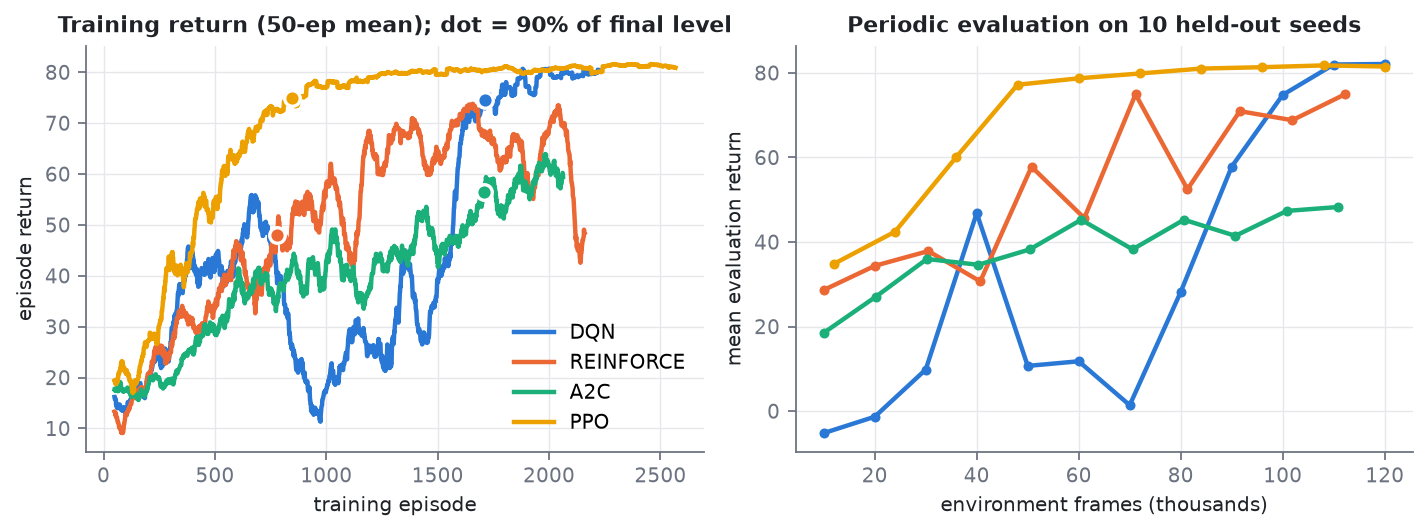 Training return (50-ep mean); dot = 90% of final level
episode return
80
70
60
50
40
30
20
10
DQN
REINFORCE
A2C
PPO
0
500
1000
1500
2000
2500
training episode
Periodic evaluation on 10 held-out seeds
mean evaluation return
80
60
40
20
0
20
40
60
80
100
120
environment frames (thousands)